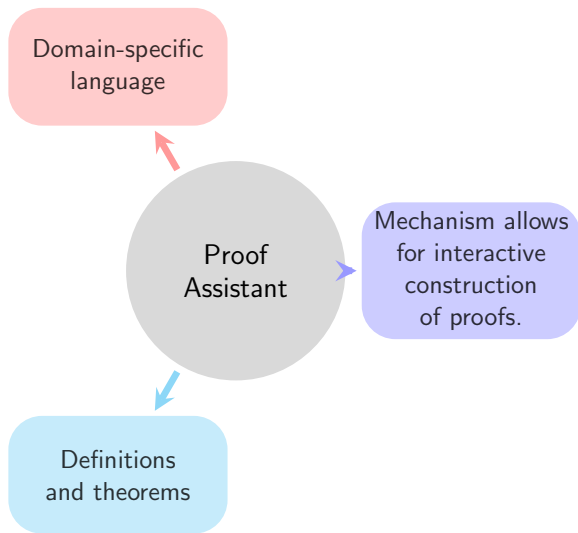 Domain-specific
language
Proof
Assistant
Mechanism allows
for interactive
construction
of proofs.
Definitions
and theorems